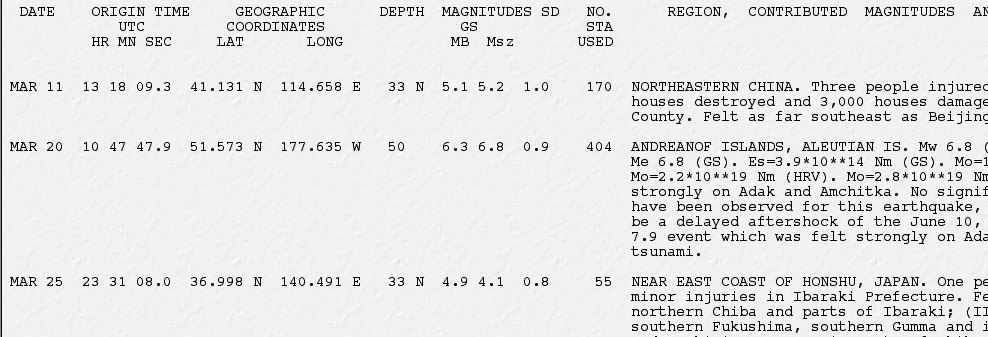 DATE ORIGIN TIME GEOGRAPHIC DEPTH MAGNITUDES SD NO. REGION, CONTRIBUTED MAGNITUDES AN
UTC COORDINATES GS STA
HR MN SEC LAT LONG MB Msz USED
MAR 11 13 18 09.3 41.131 N 114.658 E 33 N 5.1 5.2 1.0 170 NORTHEASTERN CHINA. Three people injured
houses destroyed and 3,000 houses damage
County. Felt as far southeast as Beijing
MAR 20 10 47 47.9 51.573 N 177.635 W 50 6.3 6.8 0.9 404 ANDREANOF ISLANDS, ALEUTIAN IS. Mw 6.8 (
Me 6.8 (GS). Es=3.9*10**14 Nm (GS). Mo=1
Mo=2.2*10**19 Nm (HRV). Mo=2.8*10**19 Nm
strongly on Adak and Amchitka. No signif
have been observed for this earthquake,
be a delayed aftershock of the June 10,
7.9 event which was felt strongly on Ada
tsunami.
MAR 25 23 31 08.0 36.998 N 140.491 E 33 N 4.9 4.1 0.8 55 NEAR EAST COAST OF HONSHU, JAPAN. One pe
minor injuries in Ibaraki Prefecture. Fe
northern Chiba and parts of Ibaraki; (II
southern Fukushima, southern Gumma and i